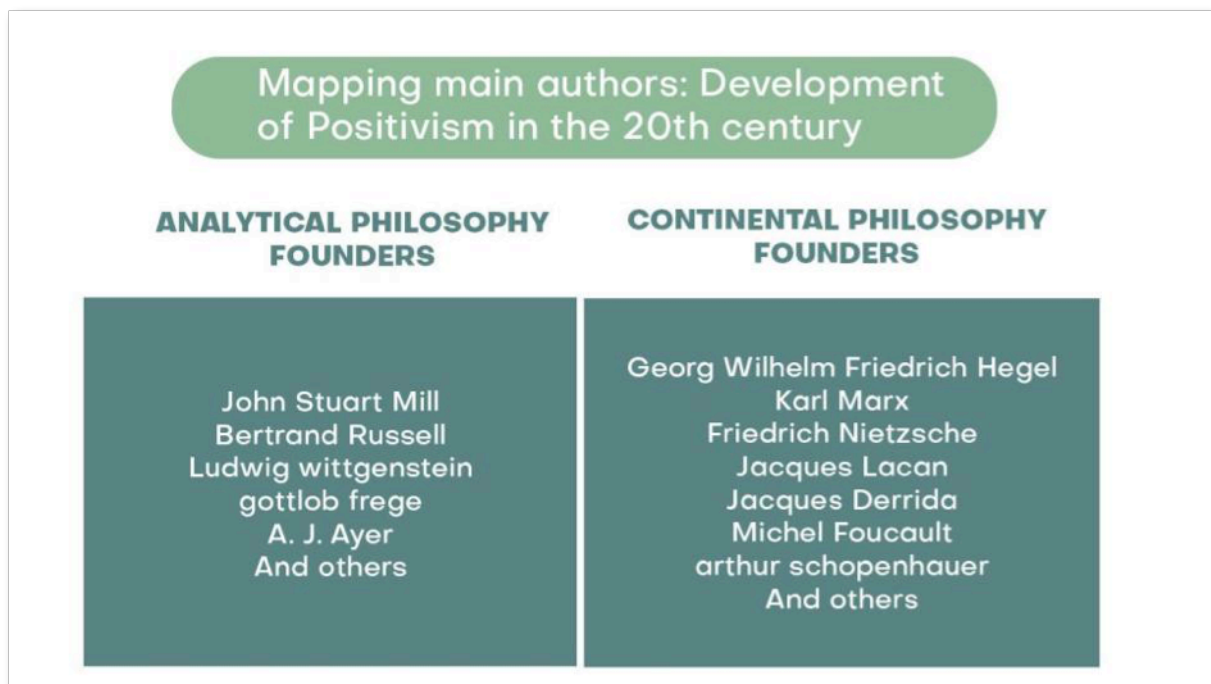 Mapping main authors: Development
of Positivism in the 20th century
ANALYTICAL PHILOSOPHY
FOUNDERS
John Stuart Mill
Bertrand Russell
Ludwig wittgenstein
gottlob frege
A. J. Ayer
And others
CONTINENTAL PHILOSOPHY
FOUNDERS
Georg Wilhelm Friedrich Hegel
Karl Marx
Friedrich Nietzsche
Jacques Lacan
Jacques Derrida
Michel Foucault
arthur schopenhauer
And others